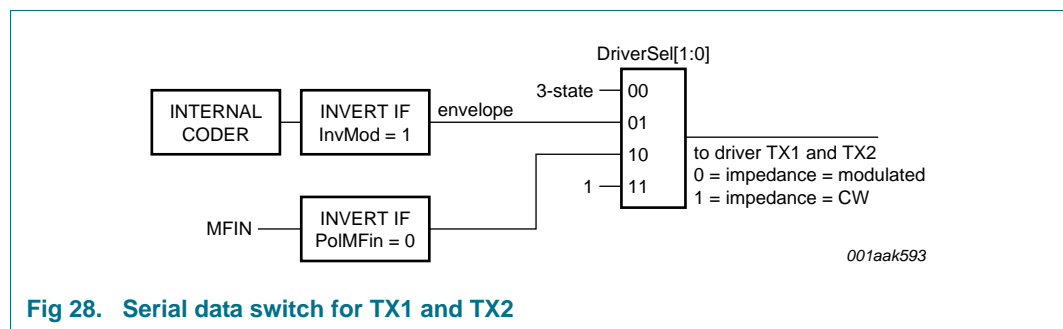 DriverSel[1:0]
3-state
00
INTERNAL
CODER
INVERT IF
InvMod = 1
envelope
01
10
1
11
to driver TX1 and TX2
0 = impedance = modulated
1 = impedance = CW
MFIN
INVERT IF
PolMFin = 0
001aak593
Fig 28. Serial data switch for TX1 and TX2